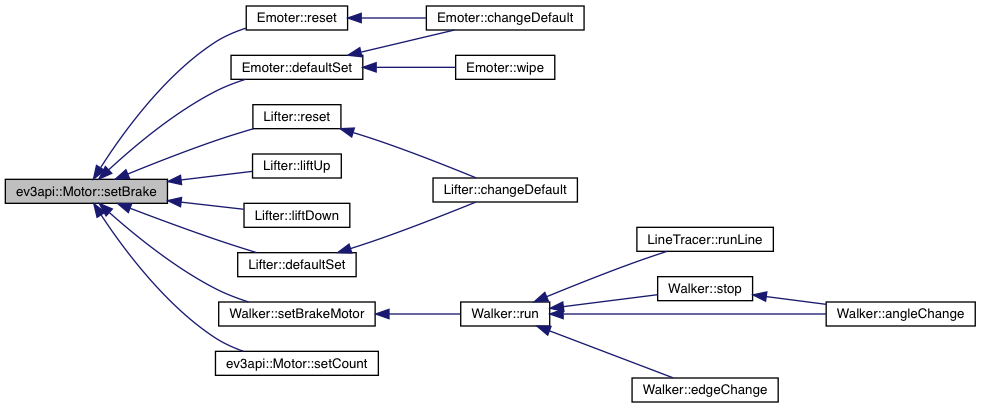 Emoter::reset
Emoter::changeDefault
Emoter::defaultSet
Emoter::wipe
Lifter::reset
Lifter::liftUp
ev3api::Motor::setBrake
Lifter::changeDefault
Lifter::liftDown
LineTracer::runLine
Lifter::defaultSet
Walker::stop
Walker::setBrakeMotor
Walker::run
Walker::angleChange
ev3api::Motor::setCount
Walker::edgeChange